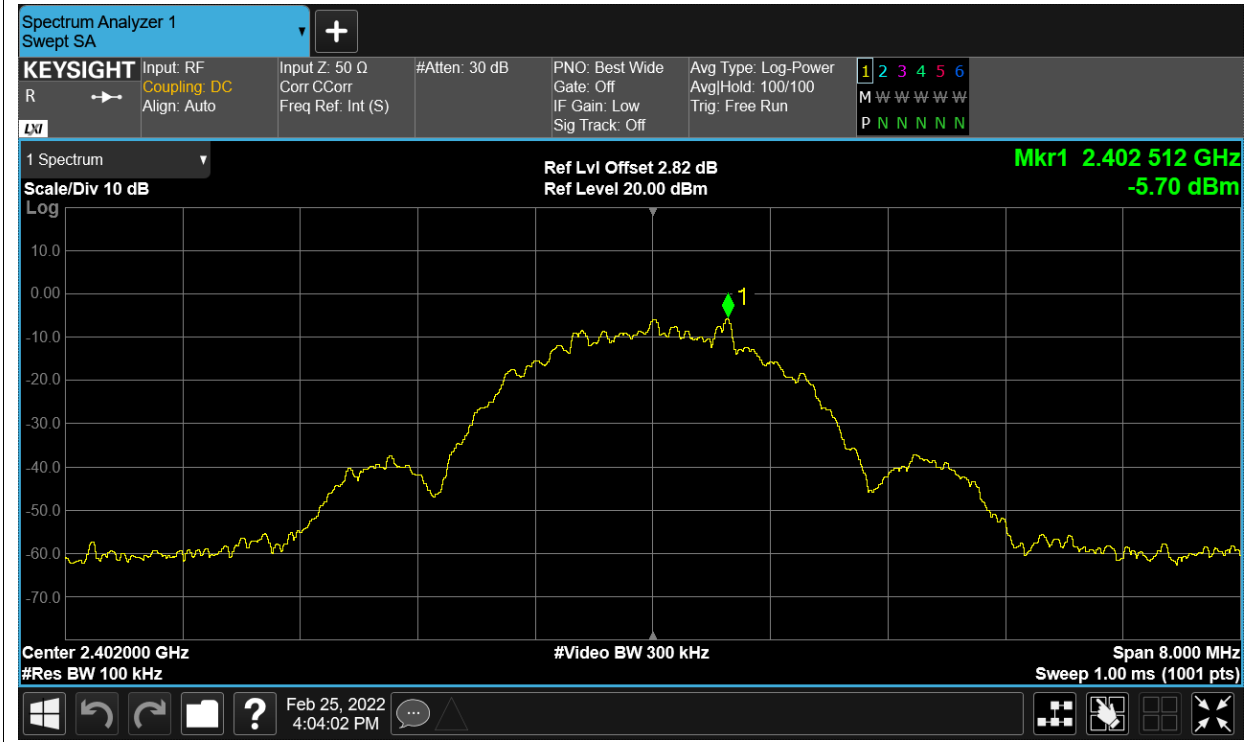 Spectrum Analyzer 1
Swept SA
KEYSIGHT
R
LXI
Input: RF
Coupling: DC
Align: Auto
Input Z: 50 Ω
Corr CCorr
Freq Ref: Int (S)
#Atten: 30 dB
PNO: Best Wide
Gate: Off
IF Gain: Low
Sig Track: Off
Avg Type: Log-Power
Avg|Hold: 100/100
Trig: Free Run
1 2 3 4 5 6
M W W W W W
P N N N N N
1 Spectrum
Scale/Div 10 dB
Log
Ref Lvl Offset 2.82 dB
Ref Level 20.00 dBm
Mkr1 2.402 512 GHz
-5.70 dBm
1
10.0
0.00
-10.0
-20.0
-30.0
-40.0
-50.0
-60.0
-70.0
Center 2.402000 GHz
#Res BW 100 kHz
#Video BW 300 kHz
Span 8.000 MHz
Sweep 1.00 ms (1001 pts)
?
Feb 25, 2022
4:04:02 PM